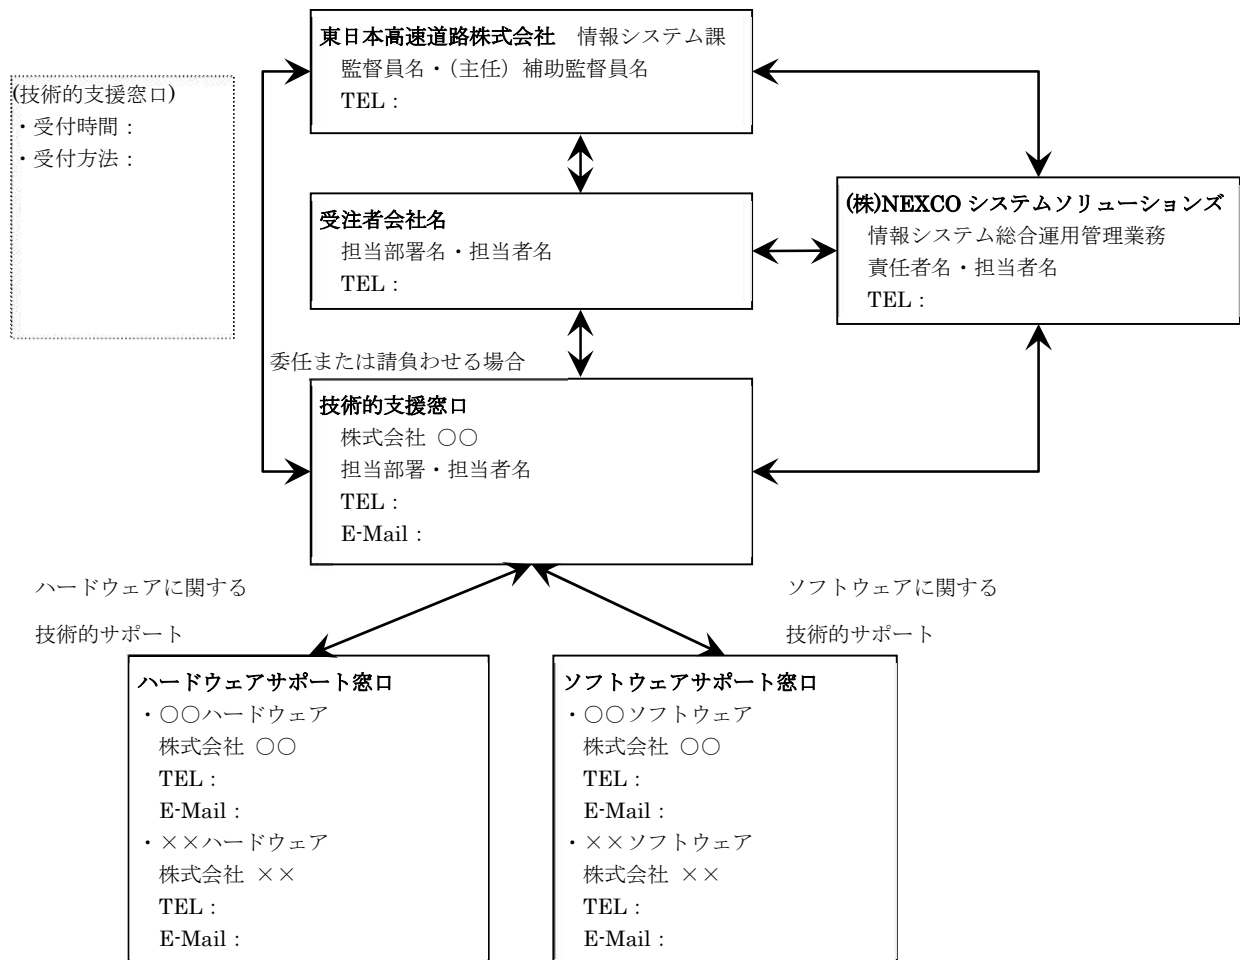 東日本高速道路株式会社　情報システム課
監督員名・(主任) 補助監督員名
TEL：
(技術的支援窓口)
・受付時間：
・受付方法：
受注者会社名
担当部署名・担当者名
TEL：
(株)NEXCO システムソリューションズ
情報システム総合運用管理業務
責任者名・担当者名
TEL：
委任または請負わせる場合
技術的支援窓口
株式会社 ○○
担当部署・担当者名
TEL：
E-Mail：
ハードウェアに関する
技術的サポート
ソフトウェアに関する
技術的サポート
ハードウェアサポート窓口
・○○ハードウェア
株式会社 ○○
TEL：
E-Mail：
・××ハードウェア
株式会社 ××
TEL：
E-Mail：
ソフトウェアサポート窓口
・○○ソフトウェア
株式会社 ○○
TEL：
E-Mail：
・××ソフトウェア
株式会社 ××
TEL：
E-Mail：